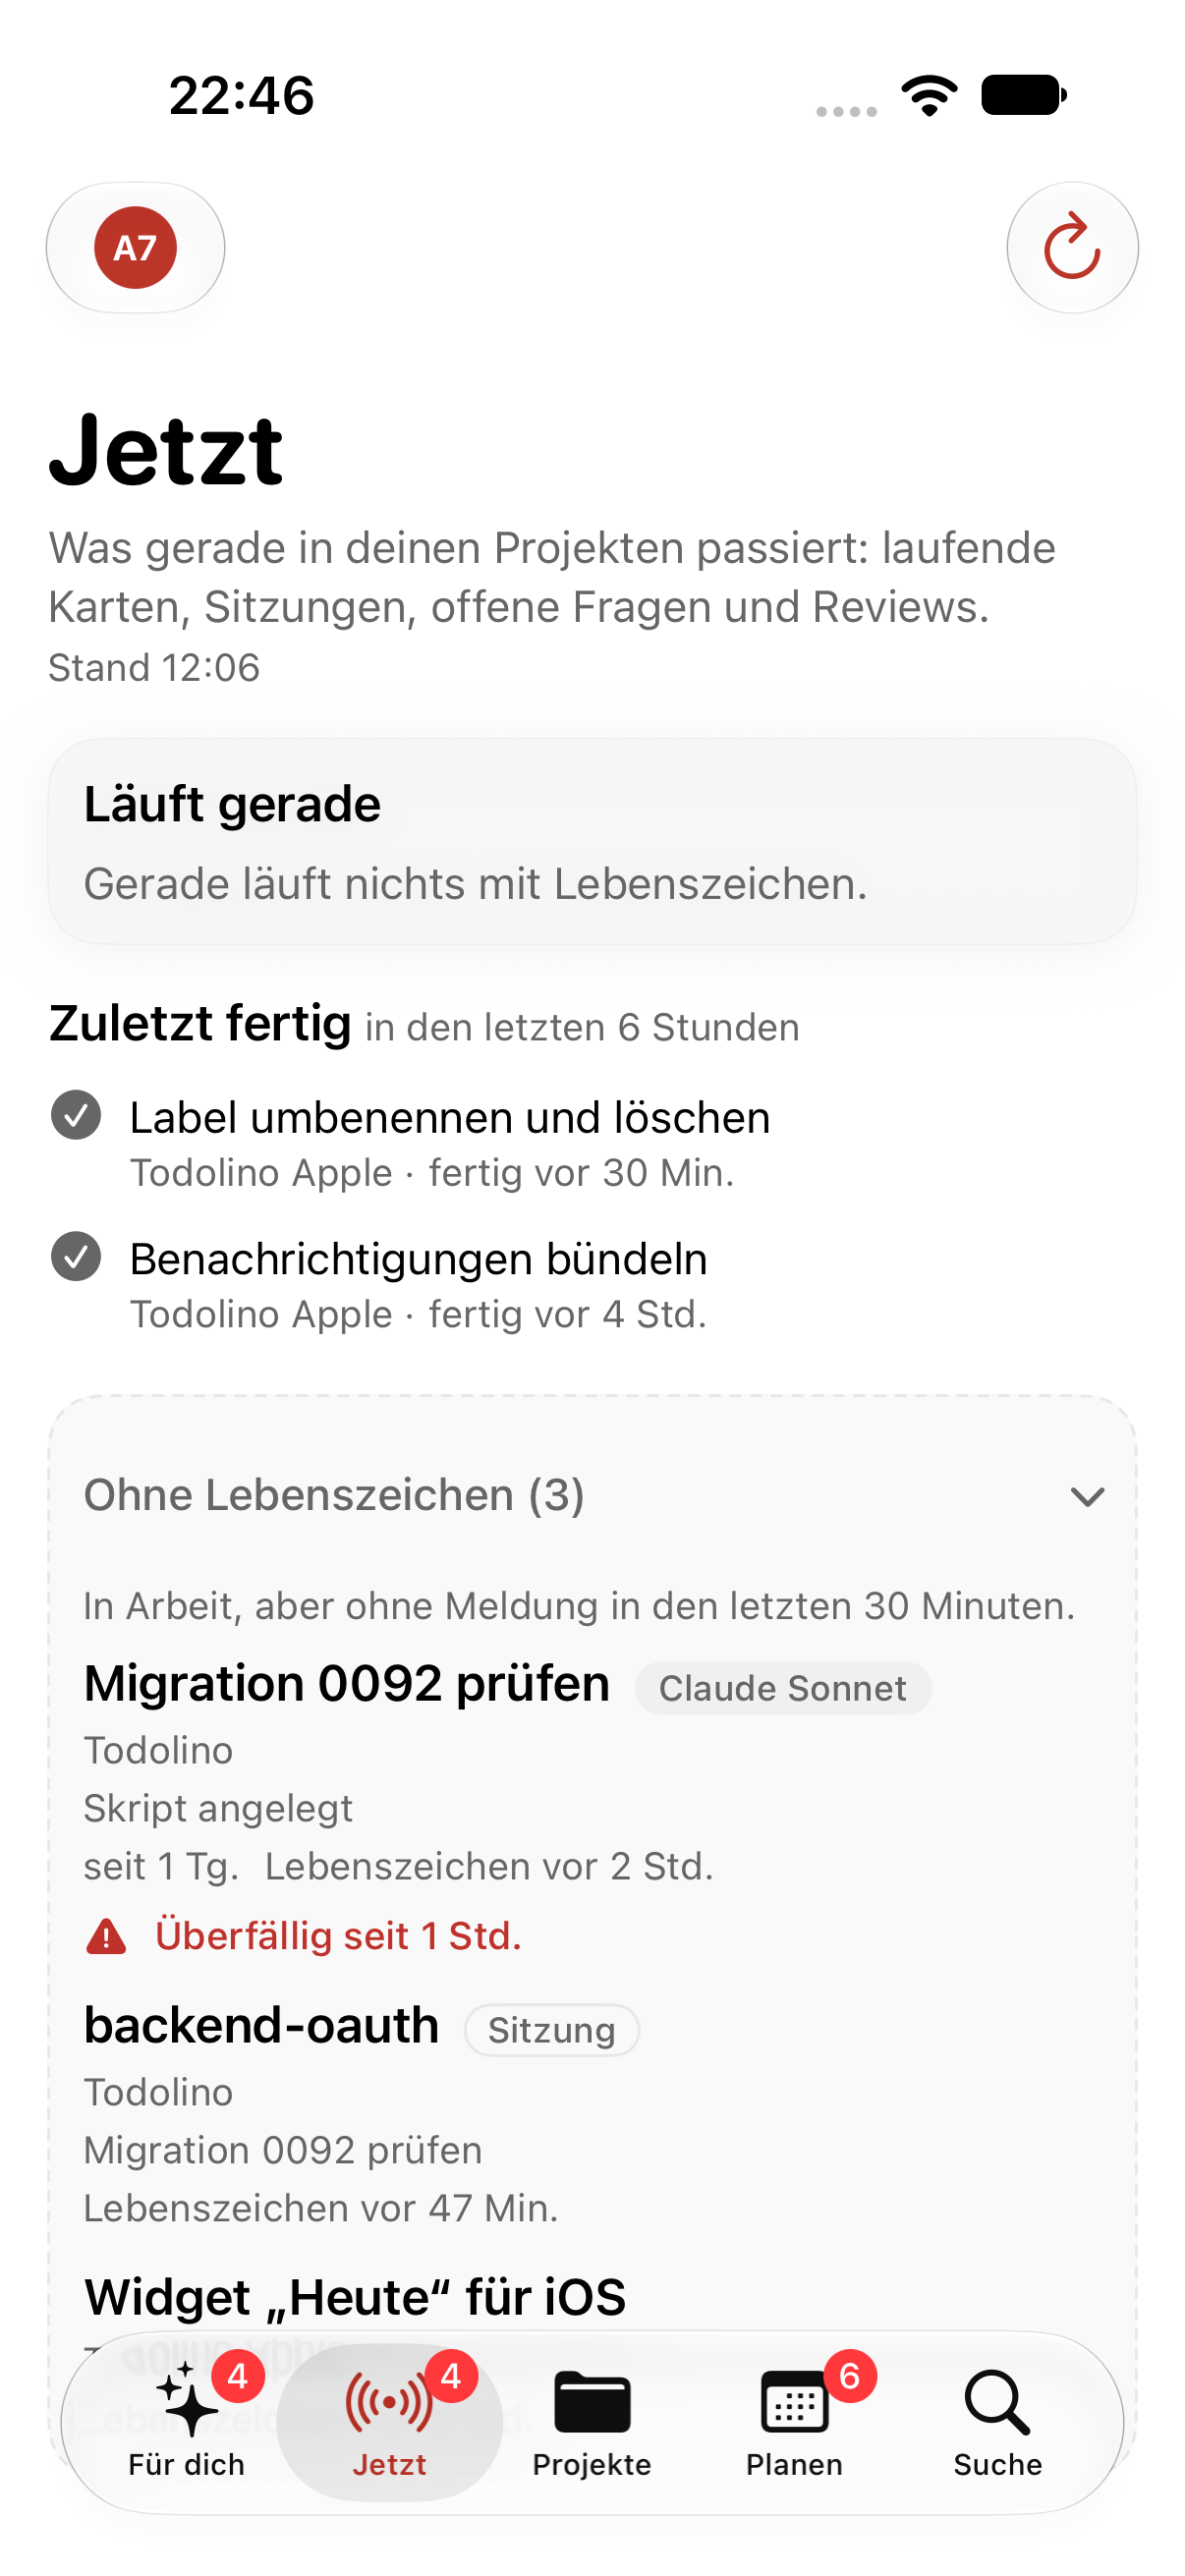 22:46
A7
Jetzt
Was gerade in deinen Projekten passiert: laufende
Karten, Sitzungen, offene Fragen und Reviews.
Stand 12:06
Läuft gerade
Gerade läuft nichts mit Lebenszeichen.
Zuletzt fertig in den letzten 6 Stunden
Label umbenennen und löschen
Todolino Apple · fertig vor 30 Min.
Benachrichtigungen bündeln
Todolino Apple · fertig vor 4 Std.
Ohne Lebenszeichen (3)
In Arbeit, aber ohne Meldung in den letzten 30 Minuten.
Migration 0092 prüfen Claude Sonnet
Todolino
Skript angelegt
seit 1 Tg. Lebenszeichen vor 2 Std.
Überfällig seit 1 Std.
backend-oauth Sitzung
Todolino
Migration 0092 prüfen
Lebenszeichen vor 47 Min.
Widget „Heute“ für iOS
4 4 6
Für dich Jetzt Projekte Planen Suche